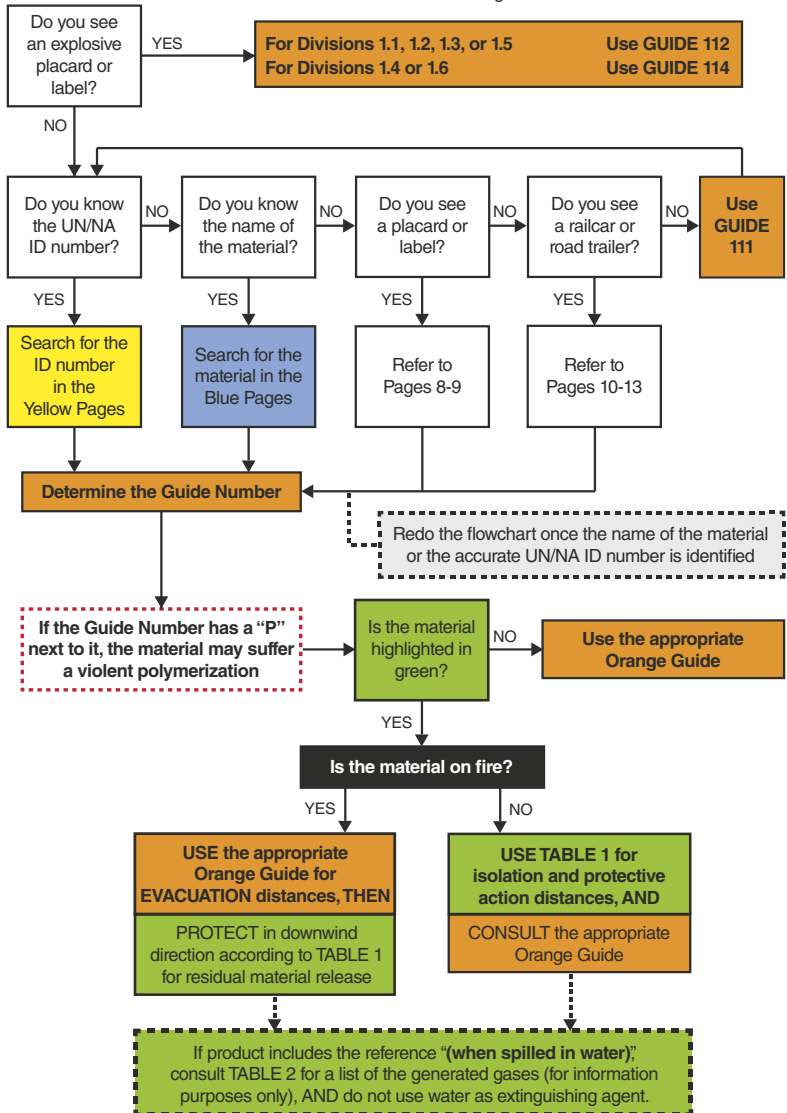 Do you see
an explosive
placard or
label?
YES
For Divisions 1.1, 1.2, 1.3, or 1.5 Use GUIDE 112
For Divisions 1.4 or 1.6 Use GUIDE 114
NO
Do you know
the UN/NA
ID number?
NO
Do you know
the name of
the material?
NO
Do you see
a placard or
label?
NO
Do you see
a railcar or
road trailer?
NO
Use
GUIDE
111
YES
YES
YES
YES
Search for the
ID number
in the
Yellow Pages
Search for the
material in the
Blue Pages
Refer to
Pages 8-9
Refer to
Pages 10-13
Determine the Guide Number
Redo the flowchart once the name of the material
or the accurate UN/NA ID number is identified
If the Guide Number has a “P”
next to it, the material may suffer
a violent polymerization
Is the material
highlighted in
green?
NO
Use the appropriate
Orange Guide
YES
Is the material on fire?
YES
NO
USE the appropriate
Orange Guide for
EVACUATION distances, THEN
PROTECT in downwind
direction according to TABLE 1
for residual material release
USE TABLE 1 for
isolation and protective
action distances, AND
CONSULT the appropriate
Orange Guide
If product includes the reference “(when spilled in water)”,
consult TABLE 2 for a list of the generated gases (for information
purposes only), AND do not use water as extinguishing agent.